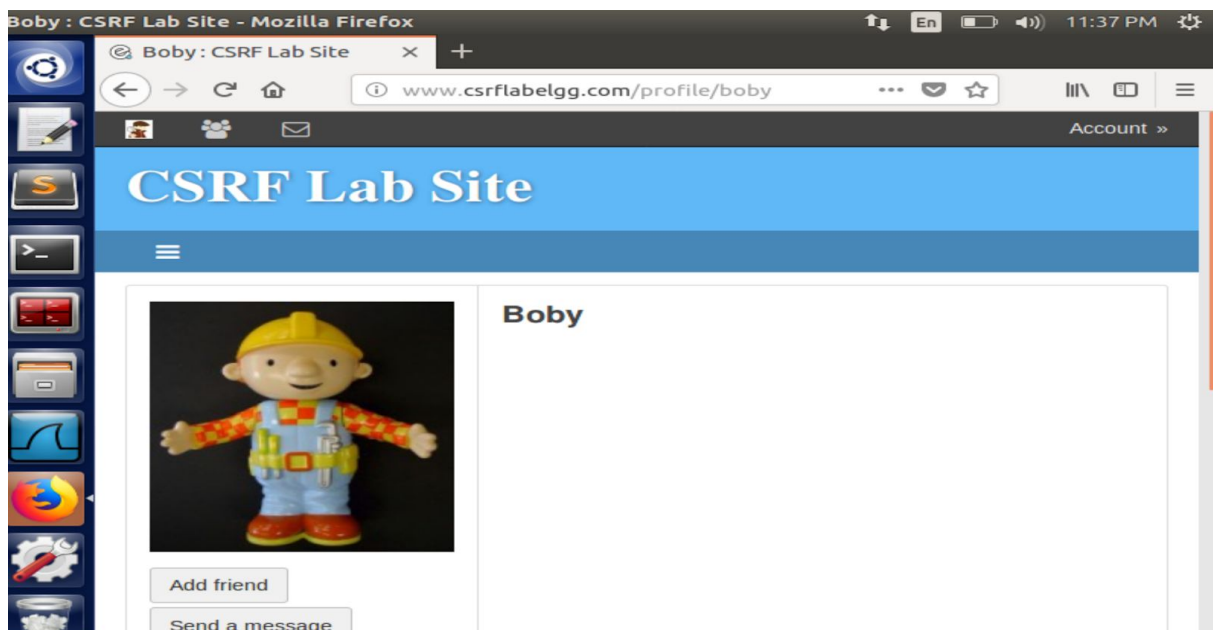 Boby : CSRF Lab Site - Mozilla Firefox
En
11:37 PM
Boby : CSRF Lab Site
www.csrflabelgg.com/profile/boby
Account »
CSRF Lab Site
Boby
Add friend
Send a message